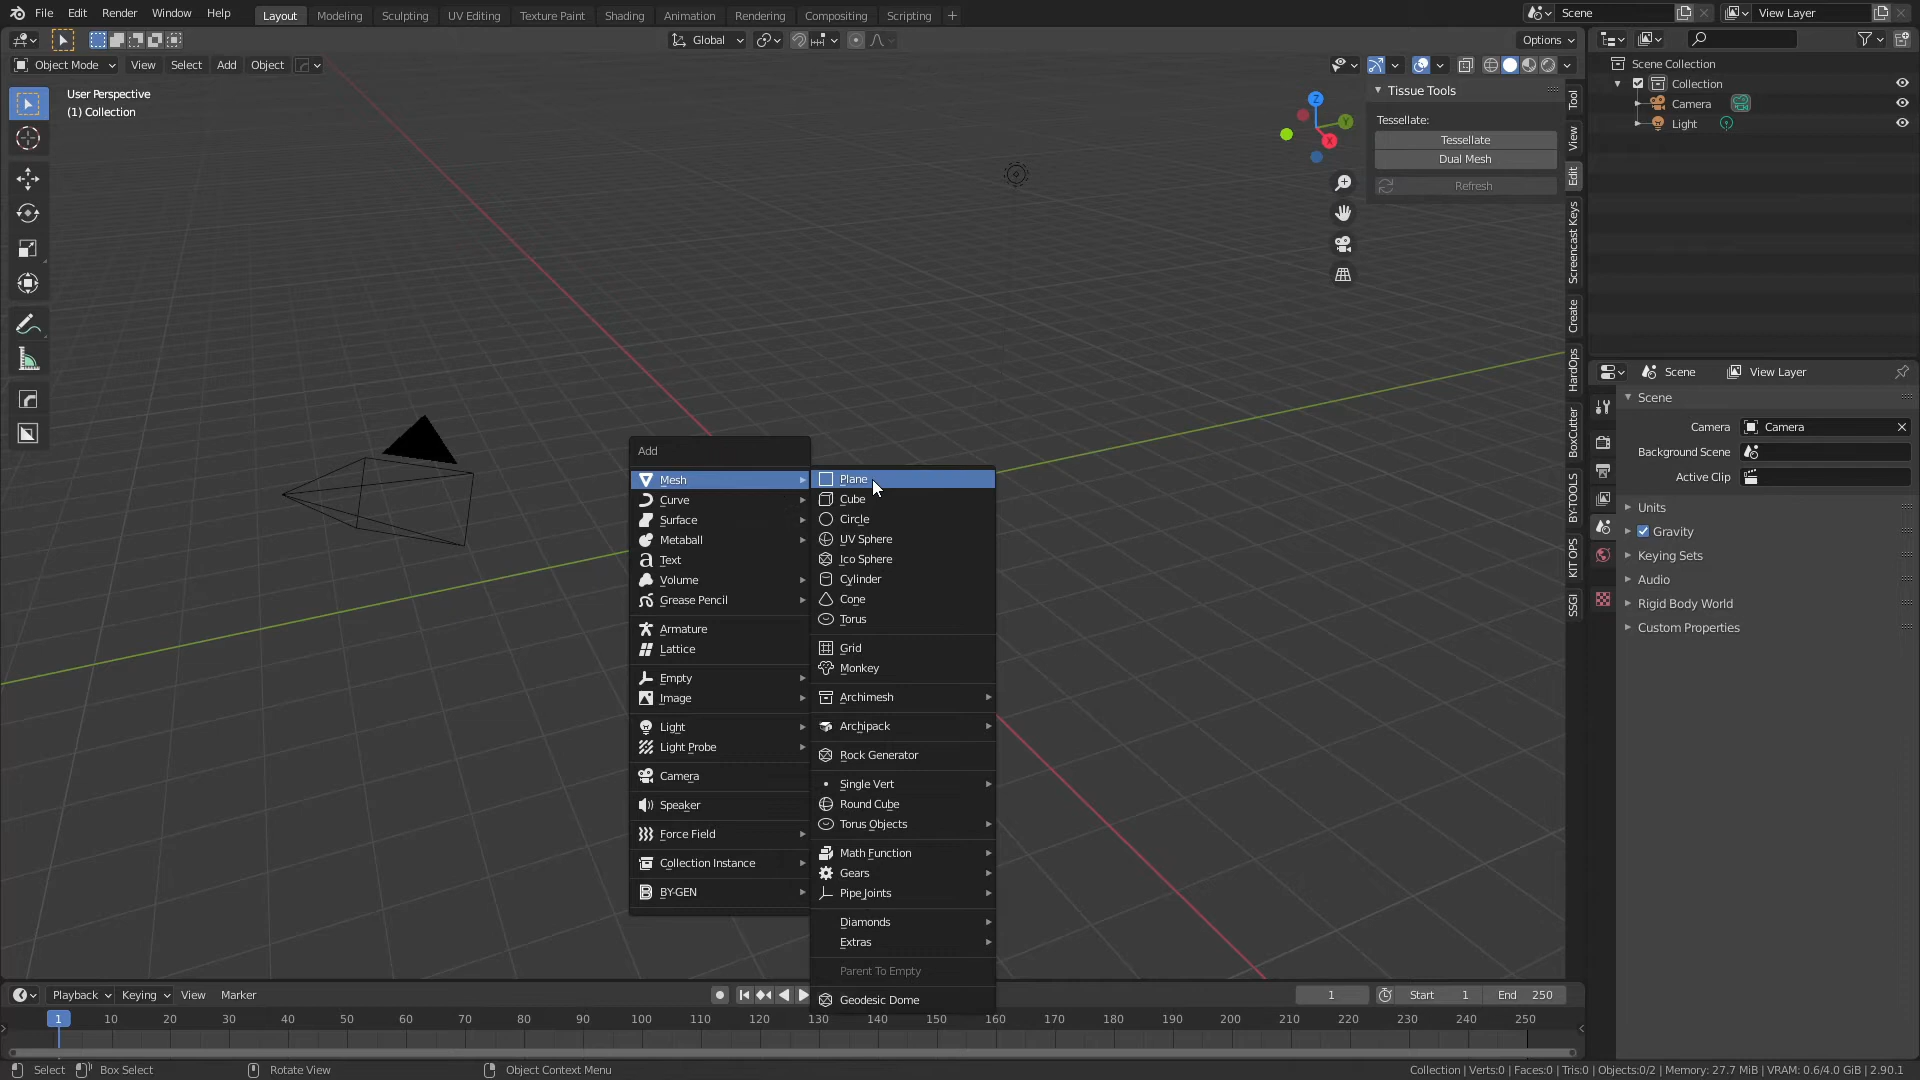 File Edit Render Window Help Layout Modeling Sculpting UV Editing Texture Paint Shading Animation Rendering Compositing Scripting + Scene View Layer
Global Options
Object Mode View Select Add Object
User Perspective
(1) Collection
Z
Y
X
Tissue Tools
Tessellate:
Tessellate
Dual Mesh
Refresh
Tool
View
Edit
Screencast Keys
Create
HardOps
BoxCutter
BY-TOOLS
KIT OPS
SSGI
Scene Collection
Collection
Camera
Light
Scene View Layer
Scene
Camera Camera
Background Scene
Active Clip
Units
Gravity
Keying Sets
Audio
Rigid Body World
Custom Properties
Add
Mesh
Curve
Surface
Metaball
Text
Volume
Grease Pencil
Armature
Lattice
Empty
Image
Light
Light Probe
Camera
Speaker
Force Field
Collection Instance
BY-GEN
Plane
Cube
Circle
UV Sphere
Ico Sphere
Cylinder
Cone
Torus
Grid
Monkey
Archimesh
Archipack
Rock Generator
Single Vert
Round Cube
Torus Objects
Math Function
Gears
Pipe Joints
Diamonds
Extras
Parent To Empty
Geodesic Dome
Playback Keying View Marker 1 Start 1 End 250
1 10 20 30 40 50 60 70 80 90 100 110 120 130 140 150 160 170 180 190 200 210 220 230 240 250
Select Box Select Rotate View Object Context Menu Collection | Verts:0 | Faces:0 | Tris:0 | Objects:0/2 | Memory: 27.7 MiB | VRAM: 0.6/4.0 GiB | 2.90.1